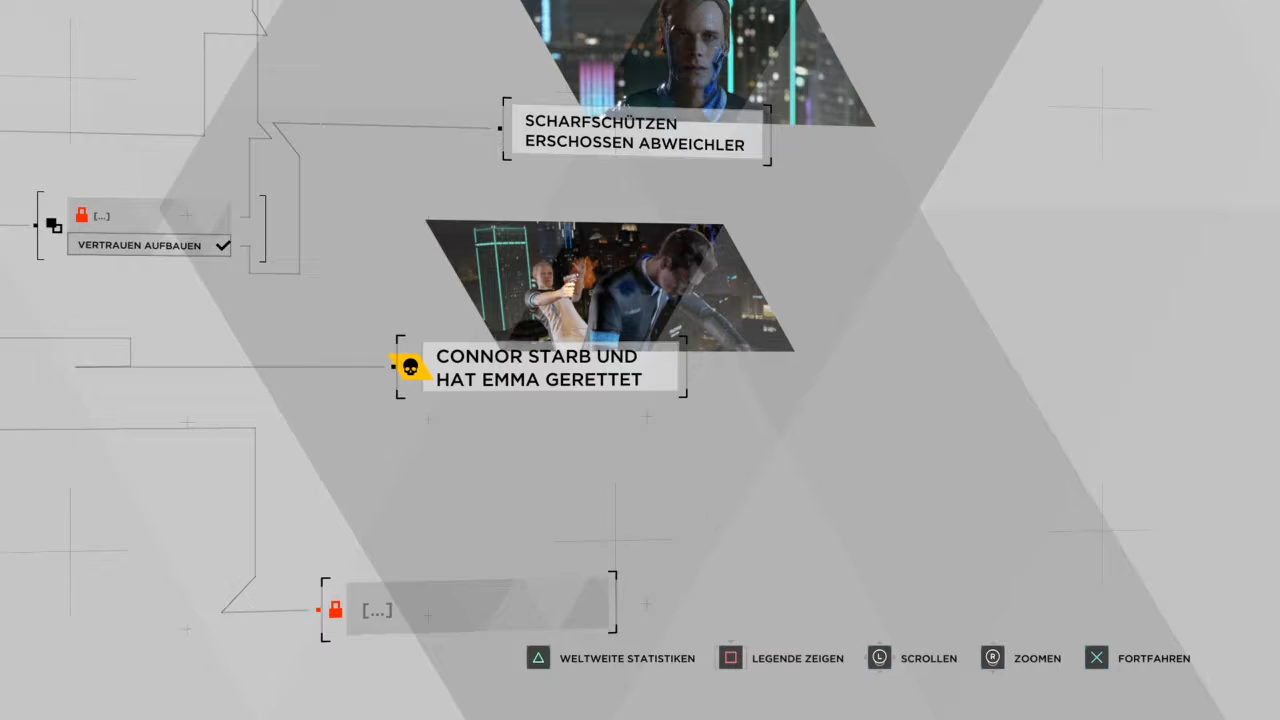 SCHARFSCHÜTZEN
ERSCHOSSEN ABWEICHLER
[...]
VERTRAUEN AUFBAUEN
CONNOR STARB UND
HAT EMMA GERETTET
[...]
WELTWEITE STATISTIKEN
LEGENDE ZEIGEN
L
SCROLLEN
R
ZOOMEN
FORTFAHREN